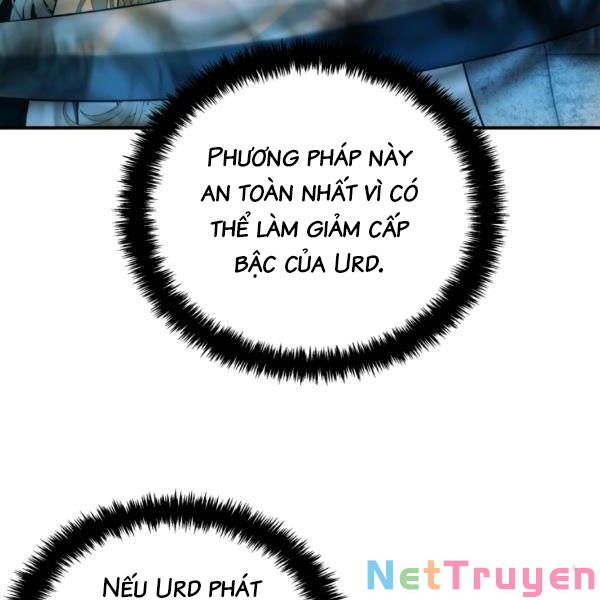 PHƯƠNG PHÁP NÀY
AN TOÀN NHẤT VÌ CÓ
THỂ LÀM GIẢM CẤP
BẬC CỦA URD.
NẾU URD PHÁT
NetTruyen